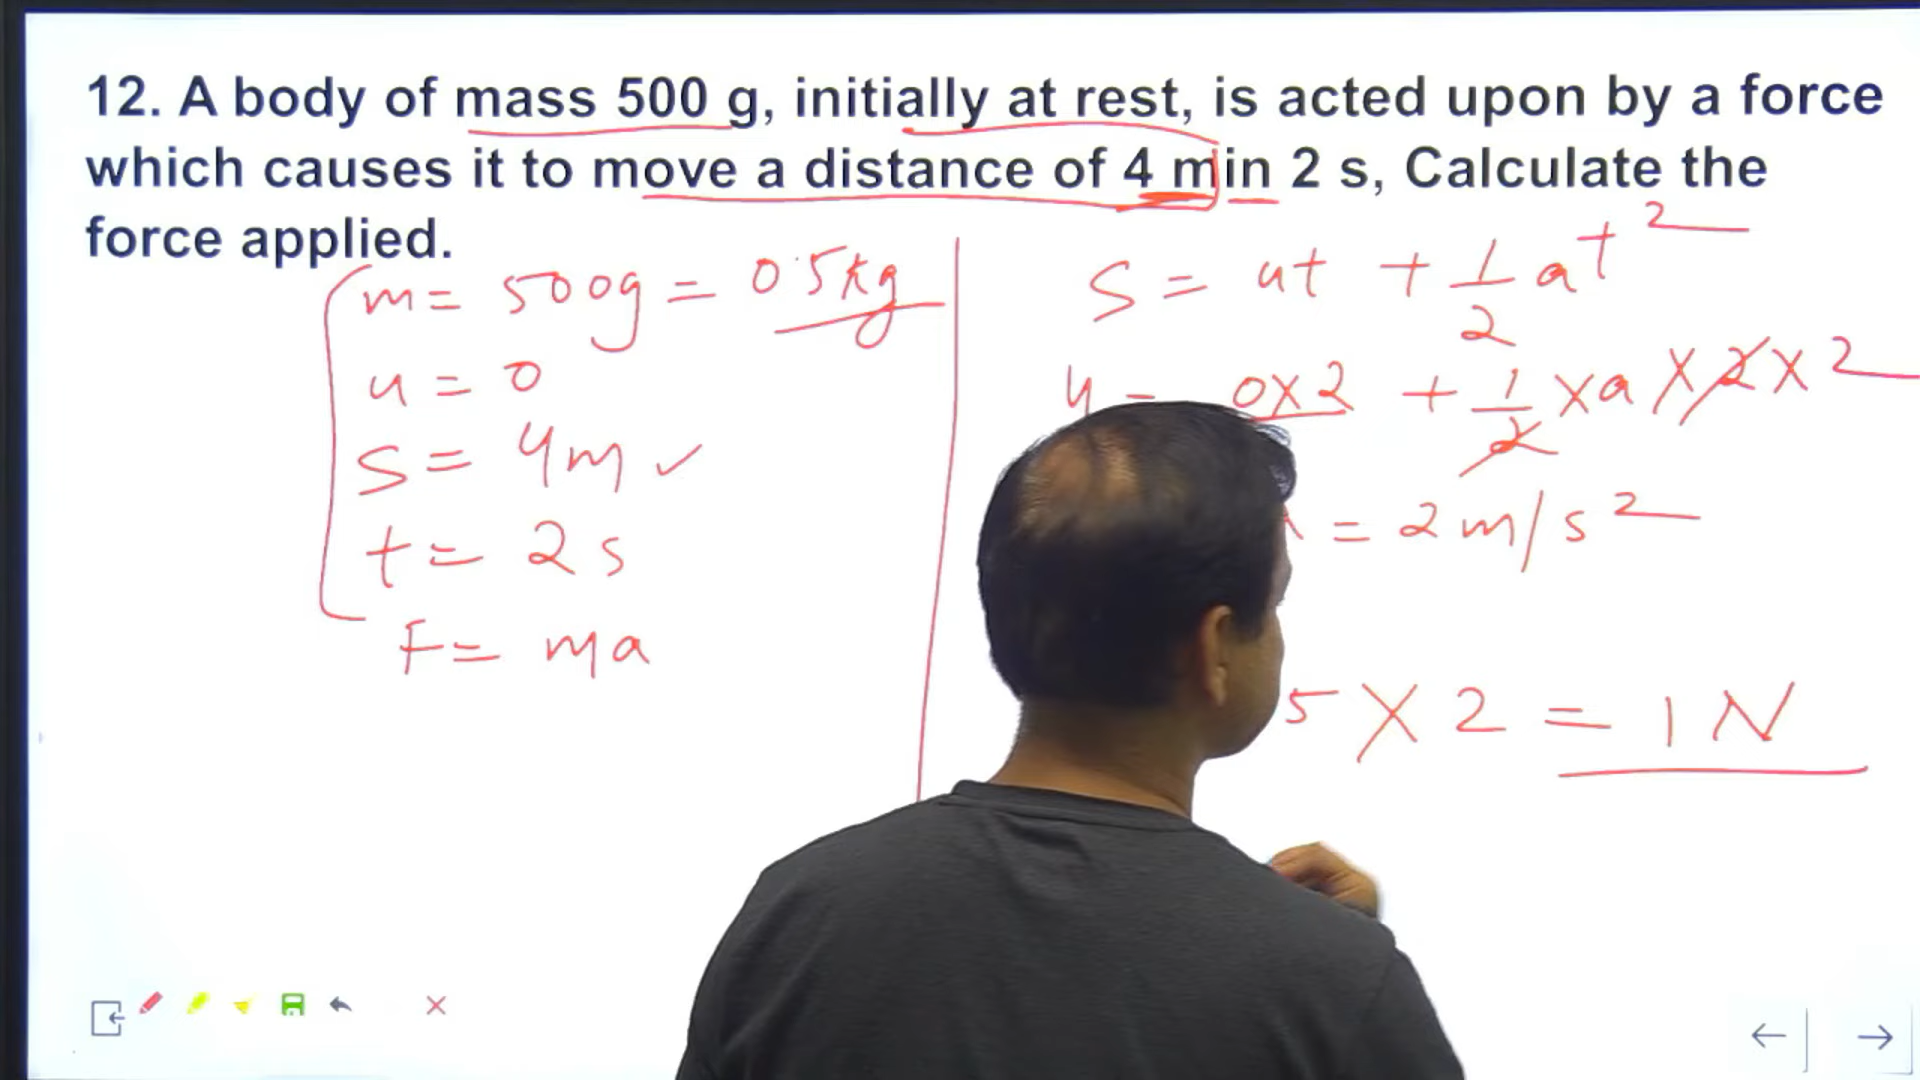 12. A body of mass 500 g, initially at rest, is acted upon by a force
which causes it to move a distance of 4 m in 2 s, Calculate the
force applied.
m = 500g = 0.5kg
u = 0
S = 4m ✓
t = 2s
F = ma
S = ut + 1/2 at²
4 = 0×2 + 1/2 × a × 2 × 2
= 2 m/s²
5 × 2 = 1 N